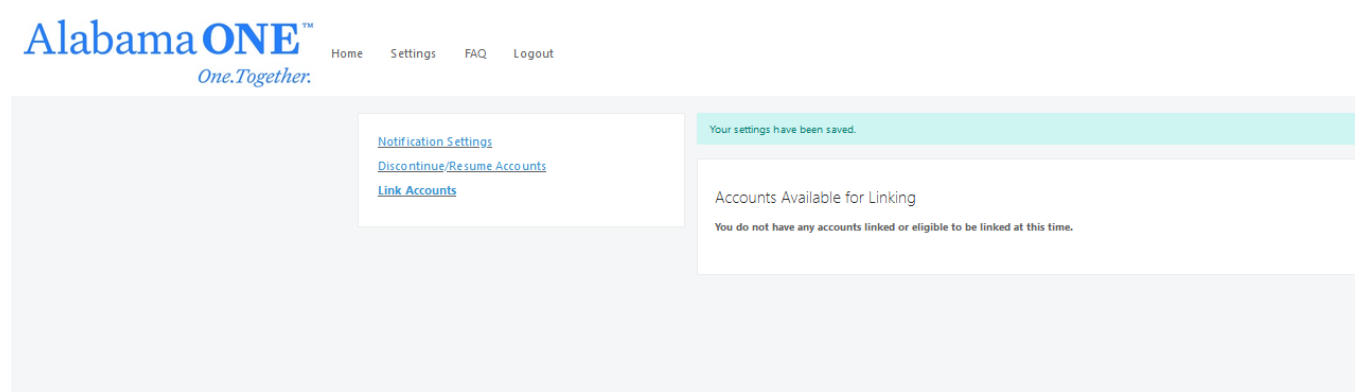 Alabama ONE™
One.Together.
Home Settings FAQ Logout
Notification Settings
Discontinue/Resume Accounts
Link Accounts
Your settings have been saved.
Accounts Available for Linking
You do not have any accounts linked or eligible to be linked at this time.